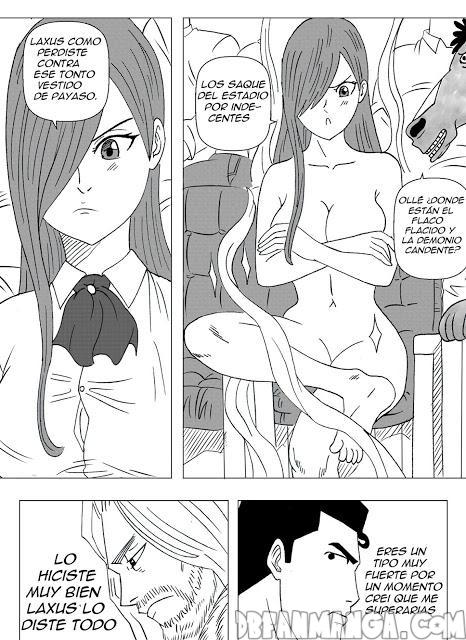 LAXUS COMO
PERDISTE
CONTRA
ESE TONTO
VESTIDO
DE PAYASO.
LOS SAQUE
DEL ESTADIO
POR INDE-
CENTES
OLLÉ ¿DONDE
ESTÁN EL
FLACO
FLACIDO Y
LA DEMONIO
CANDENTE?
LO
HICISTE
MUY BIEN
LAXUS LO
DISTE TODO
ERES UN
TIPO MUY
FUERTE POR
UN MOMENTO
CREI QUE ME
SUPERARIAS
DBFANMANGA.COM